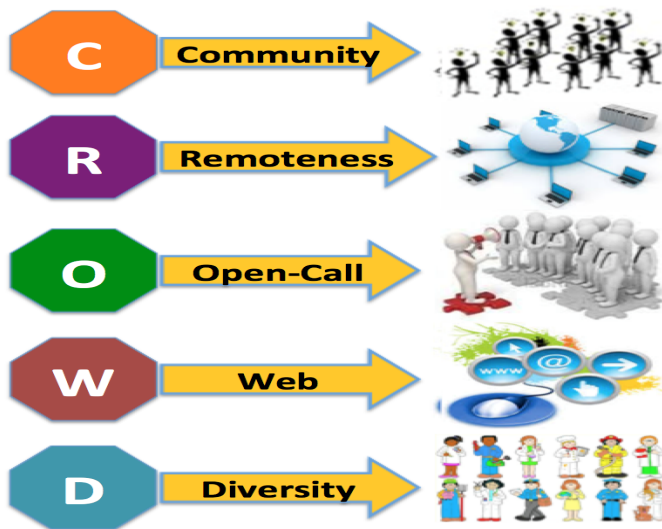 C Community
R Remoteness
O Open-Call
W Web
WWW @
D Diversity